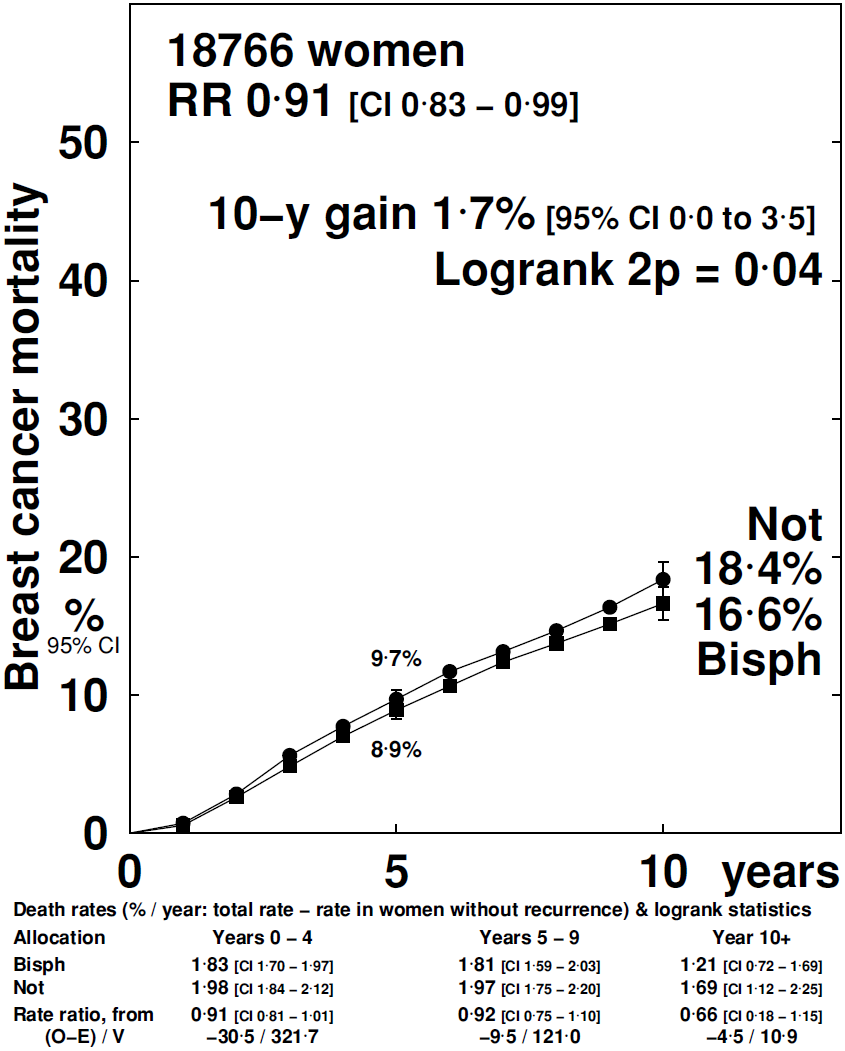 18766 women
RR 0·91 [CI 0·83 – 0·99]
10–y gain 1·7% [95% CI 0·0 to 3·5]
Logrank 2p = 0·04
Breast cancer mortality
%
95% CI
50
40
30
20
10
0
Not
18·4%
16·6%
Bisph
9·7%
8·9%
0 5 10 years
Death rates (% / year: total rate – rate in women without recurrence) & logrank statistics
Allocation Years 0 – 4 Years 5 – 9 Year 10+
Bisph 1·83 [CI 1·70 – 1·97] 1·81 [CI 1·59 – 2·03] 1·21 [CI 0·72 – 1·69]
Not 1·98 [CI 1·84 – 2·12] 1·97 [CI 1·75 – 2·20] 1·69 [CI 1·12 – 2·25]
Rate ratio, from 0·91 [CI 0·81 – 1·01] 0·92 [CI 0·75 – 1·10] 0·66 [CI 0·18 – 1·15]
(O–E) / V –30·5 / 321·7 –9·5 / 121·0 –4·5 / 10·9